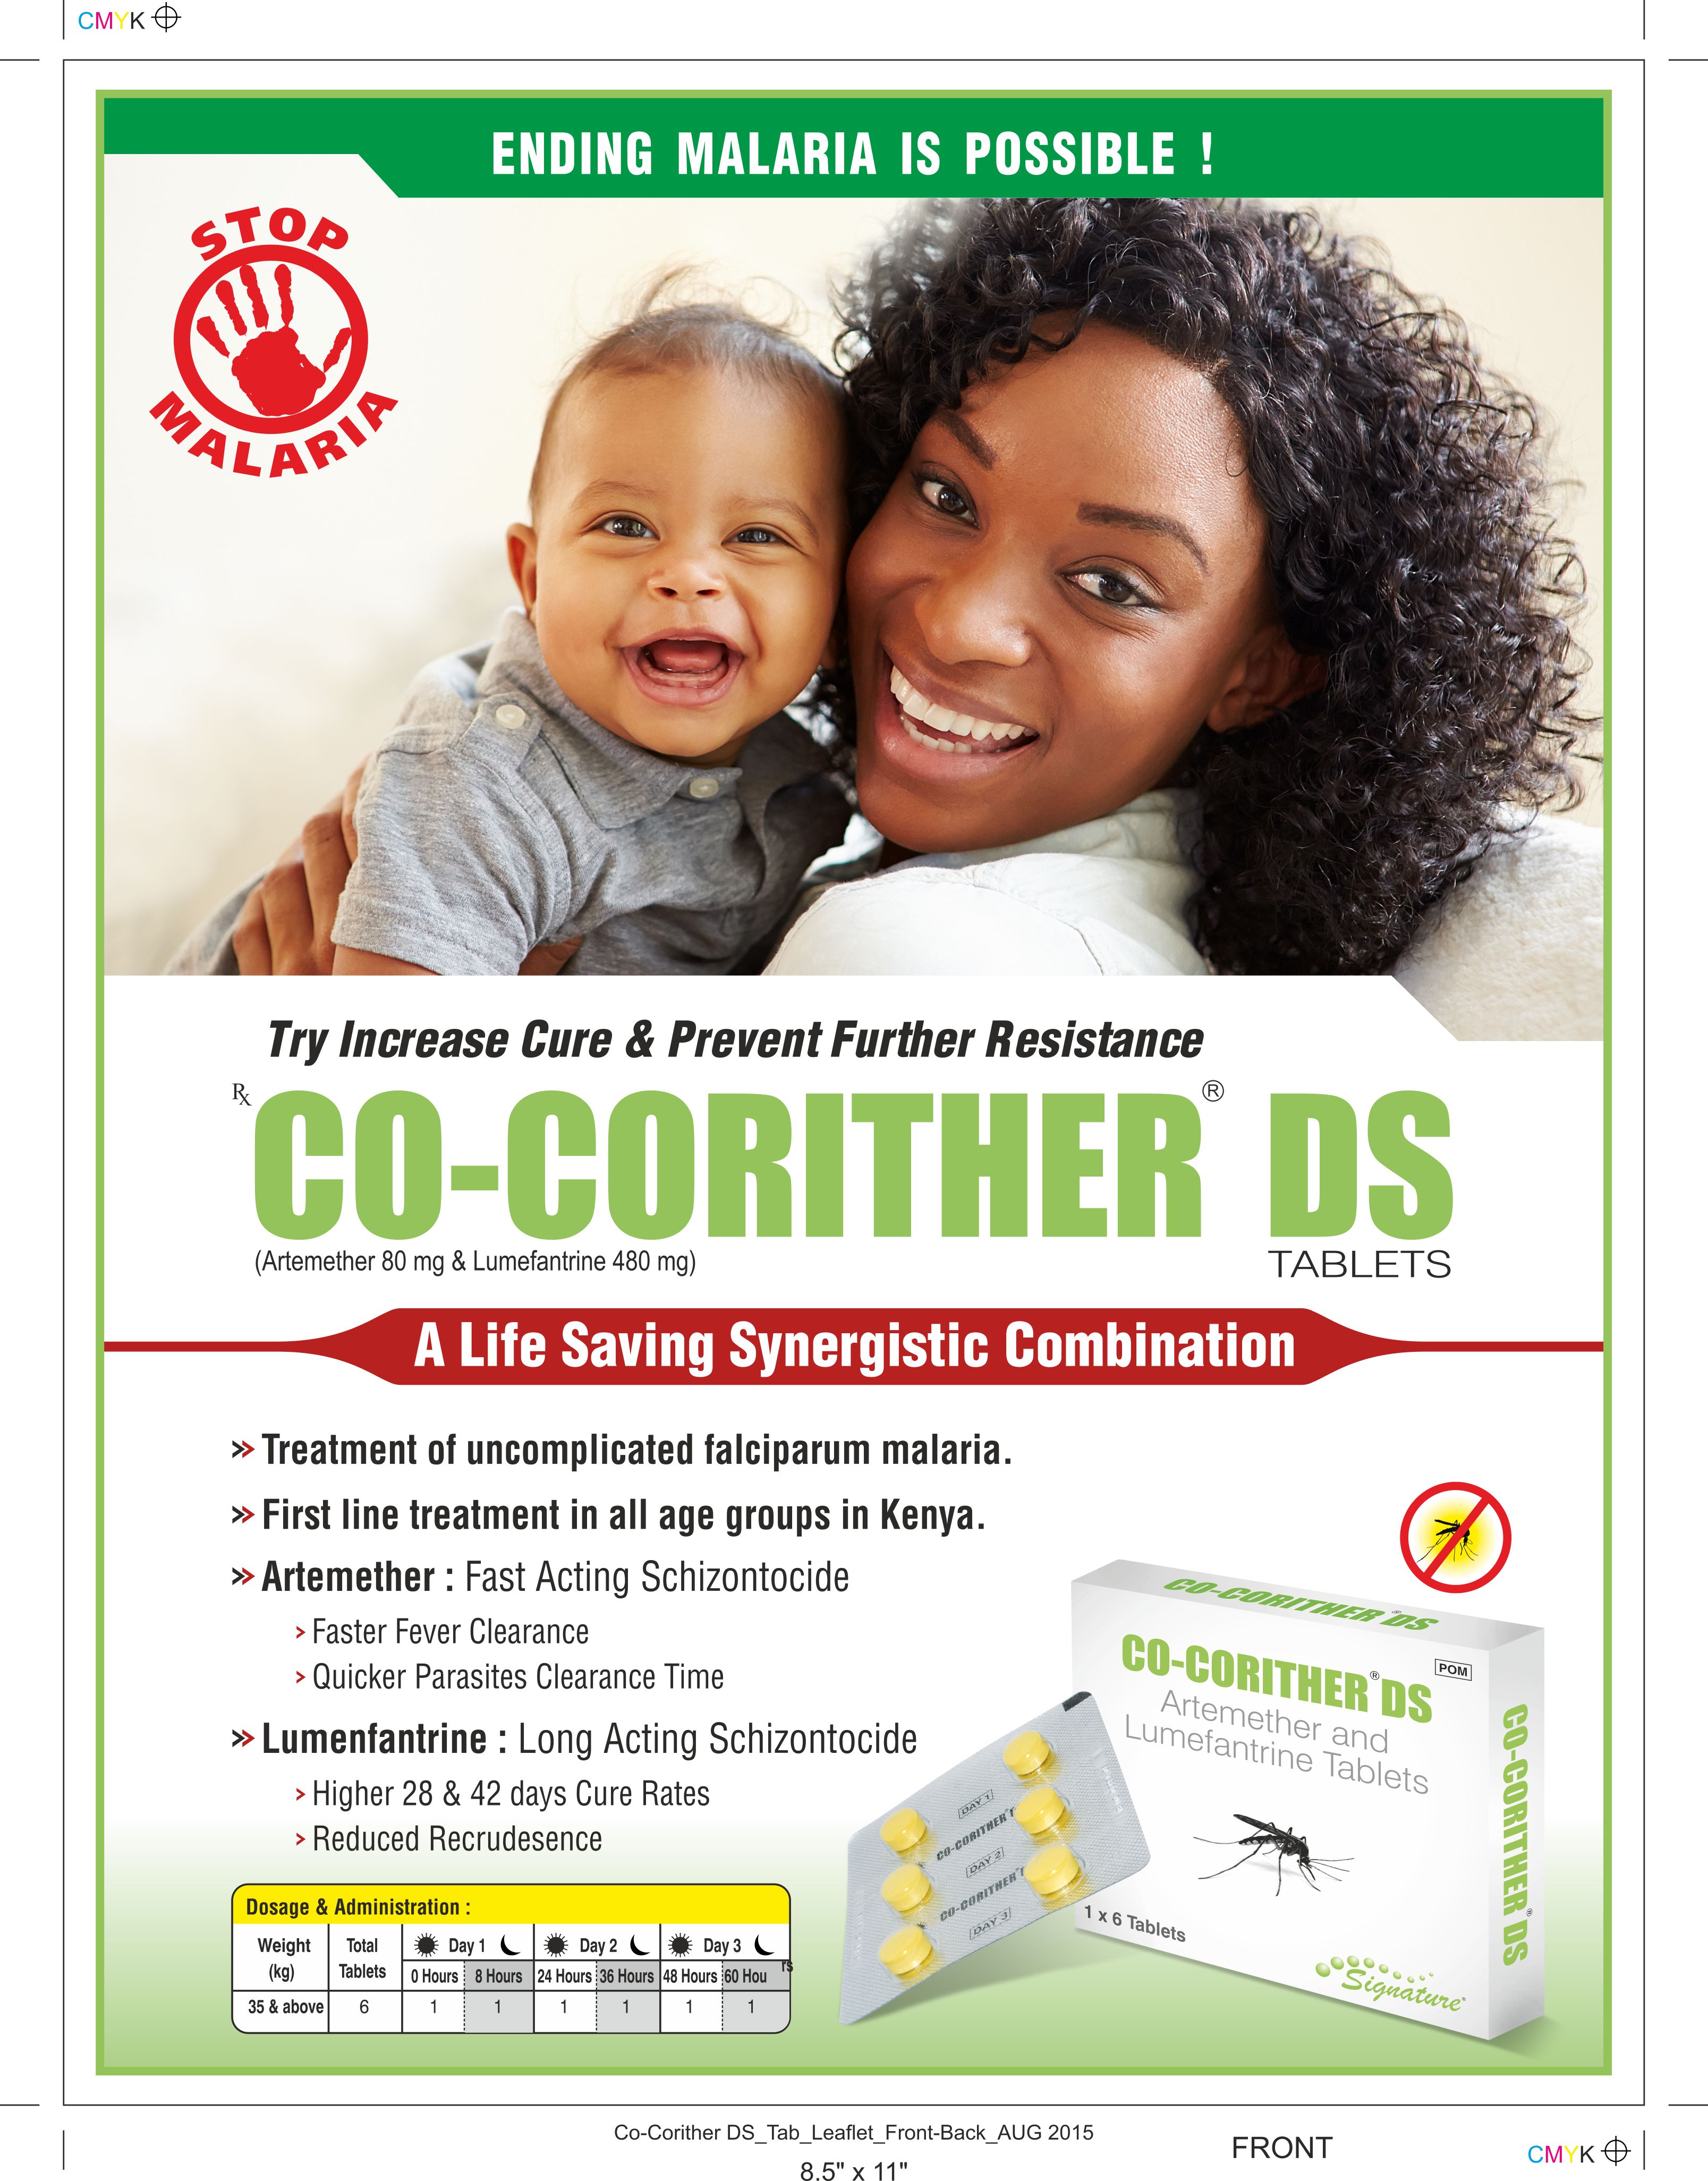 CMYK
ENDING MALARIA IS POSSIBLE !
STOP
MALARIA
Try Increase Cure & Prevent Further Resistance
Rx CO-CORITHER® DS
(Artemether 80 mg & Lumefantrine 480 mg)
TABLETS
A Life Saving Synergistic Combination
» Treatment of uncomplicated falciparum malaria.
» First line treatment in all age groups in Kenya.
» Artemether : Fast Acting Schizontocide
> Faster Fever Clearance
> Quicker Parasites Clearance Time
» Lumenfantrine : Long Acting Schizontocide
> Higher 28 & 42 days Cure Rates
> Reduced Recrudesence
Dosage & Administration :
Weight (kg) Total Tablets Day 1 Day 2 Day 3
0 Hours 8 Hours 24 Hours 36 Hours 48 Hours 60 Hours
35 & above 6 1 1 1 1 1 1
DAY 1
CO-CORITHER®
DAY 2
CO-CORITHER®
DAY 3
CO-CORITHER® DS
CO-CORITHER® DS
POM
Artemether and
Lumefantrine Tablets
1 x 6 Tablets
Signature
CO-CORITHER® DS
Co-Corither DS_Tab_Leaflet_Front-Back_AUG 2015
8.5" x 11"
FRONT
CMYK